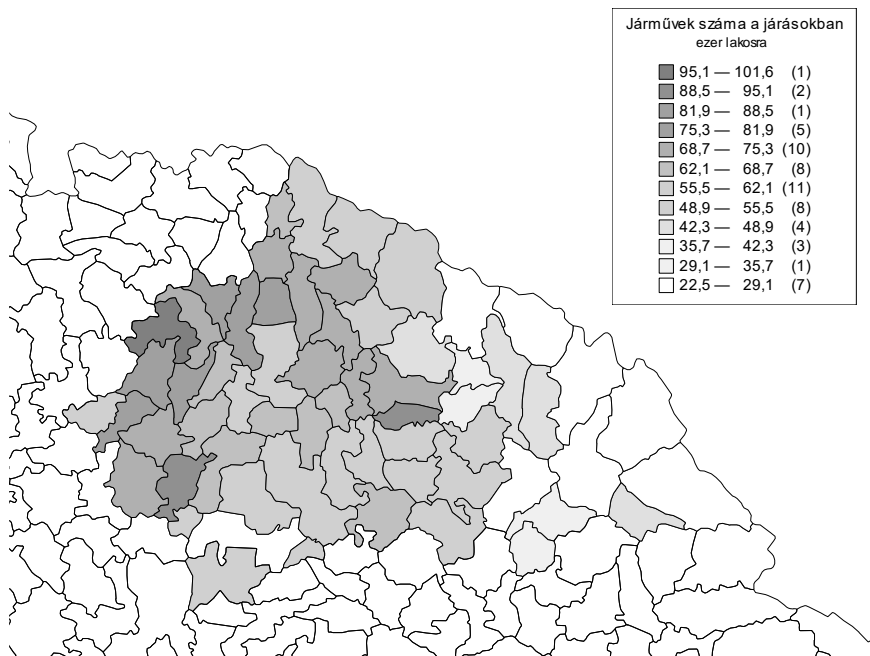 Járművek száma a járásokban
ezer lakosra
95,1 — 101,6 (1)
88,5 — 95,1 (2)
81,9 — 88,5 (1)
75,3 — 81,9 (5)
68,7 — 75,3 (10)
62,1 — 68,7 (8)
55,5 — 62,1 (11)
48,9 — 55,5 (8)
42,3 — 48,9 (4)
35,7 — 42,3 (3)
29,1 — 35,7 (1)
22,5 — 29,1 (7)